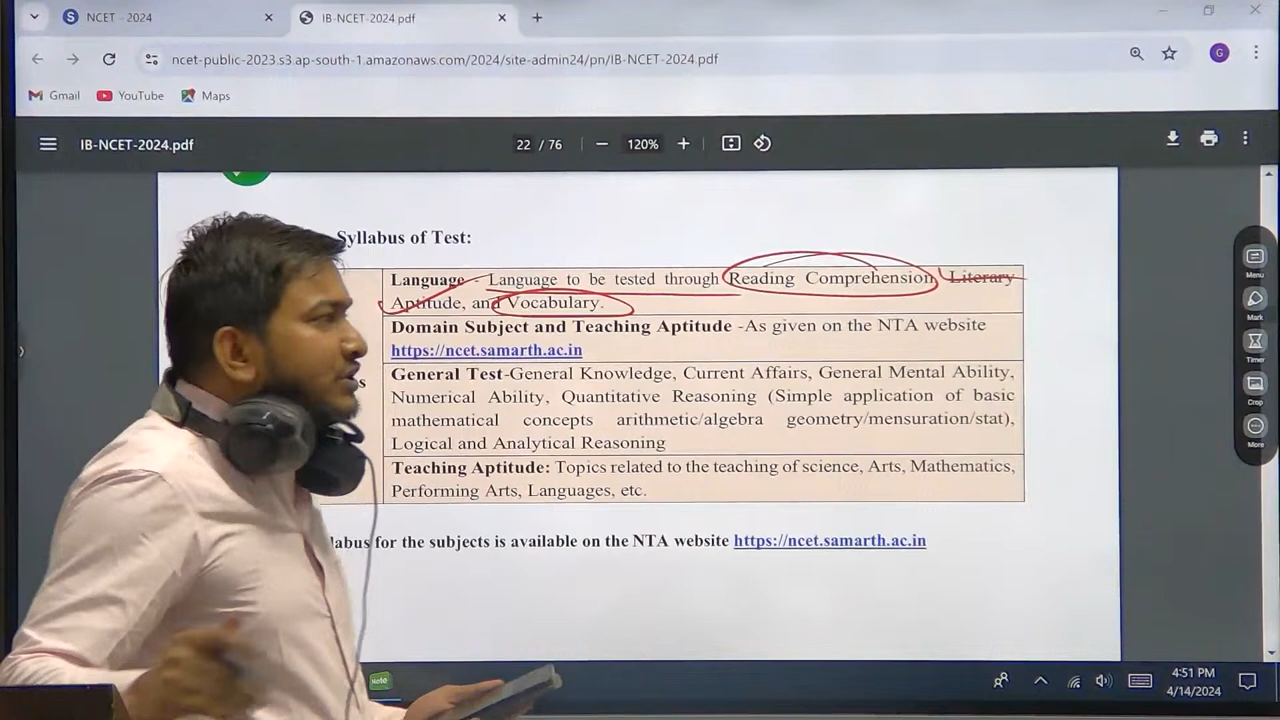 NCET - 2024
IB-NCET-2024.pdf
ncet-public-2023.s3.ap-south-1.amazonaws.com/2024/site-admin24/pn/IB-NCET-2024.pdf
G
Gmail
YouTube
Maps
IB-NCET-2024.pdf
22 / 76
120%
Syllabus of Test:
Language - Language to be tested through Reading Comprehension, Literary
Aptitude, and Vocabulary.
Domain Subject and Teaching Aptitude -As given on the NTA website
https://ncet.samarth.ac.in
General Test-General Knowledge, Current Affairs, General Mental Ability,
Numerical Ability, Quantitative Reasoning (Simple application of basic
mathematical concepts arithmetic/algebra geometry/mensuration/stat),
Logical and Analytical Reasoning
Teaching Aptitude: Topics related to the teaching of science, Arts, Mathematics,
Performing Arts, Languages, etc.
for the subjects is available on the NTA website https://ncet.samarth.ac.in
Menu
Mark
Timer
Crop
More
Note
4:51 PM
4/14/2024